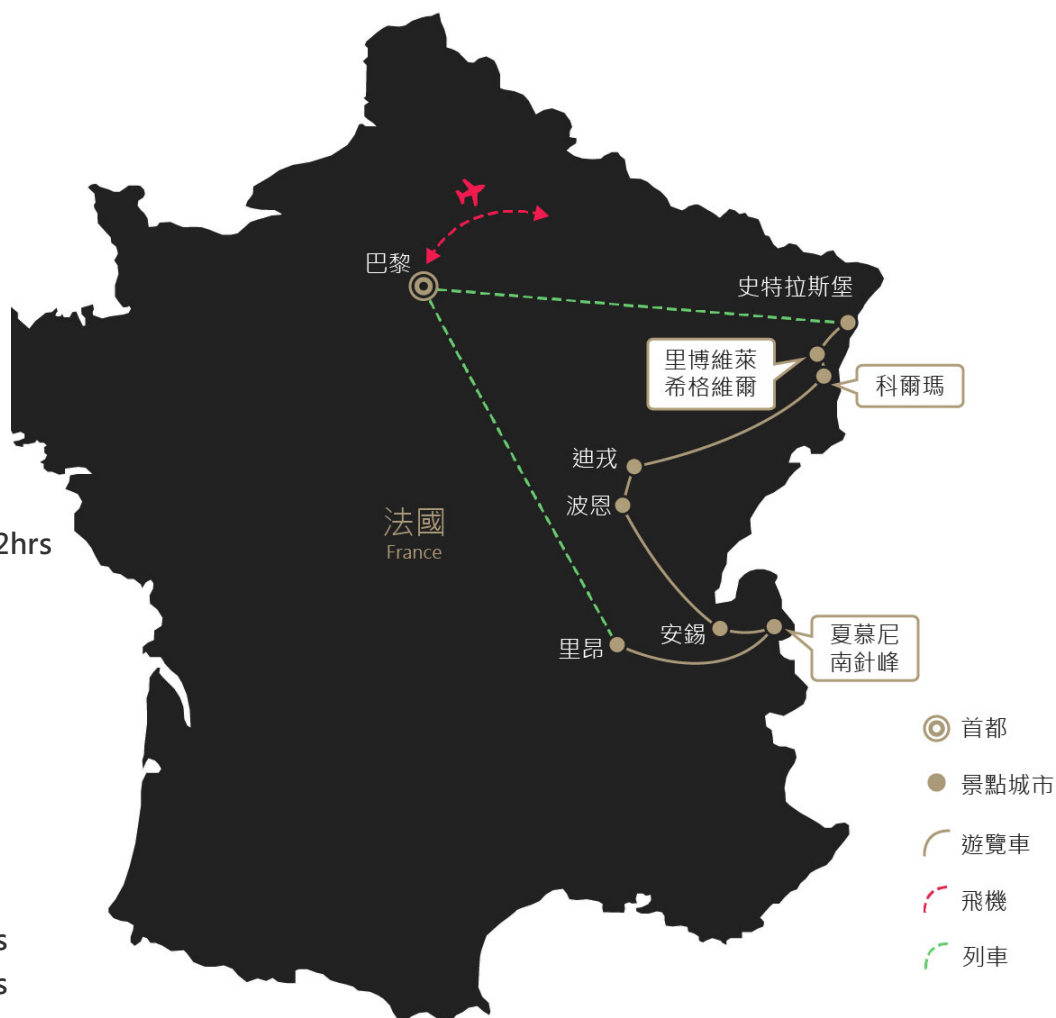 巴黎
史特拉斯堡
里博維萊
希格維爾
科爾瑪
迪戎
波恩
法國
France
2hrs
安錫
里昂
夏慕尼
南針峰
首都
景點城市
遊覽車
飛機
列車
s
s